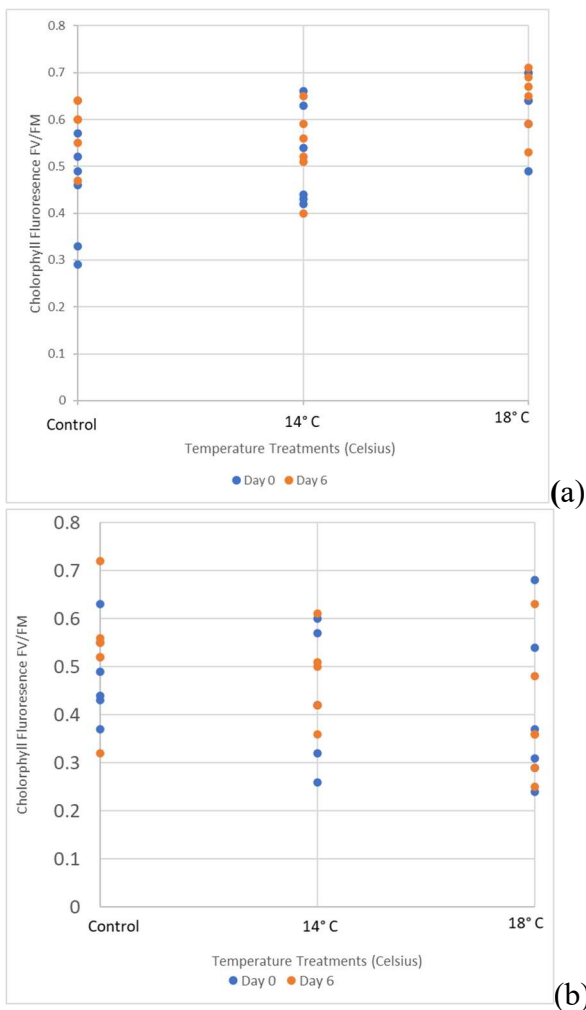 0.8
0.7
0.6
0.5
0.4
0.3
0.2
0.1
0
Cholorphyll Fluroresence FV/FM
Control 14° C 18° C
Temperature Treatments (Celsius)
Day 0 Day 6
(a)
0.8
0.7
0.6
0.5
0.4
0.3
0.2
0.1
0
Cholorphyll Fluroresence FV/FM
Control 14° C 18° C
Temperature Treatments (Celsius)
Day 0 Day 6
(b)